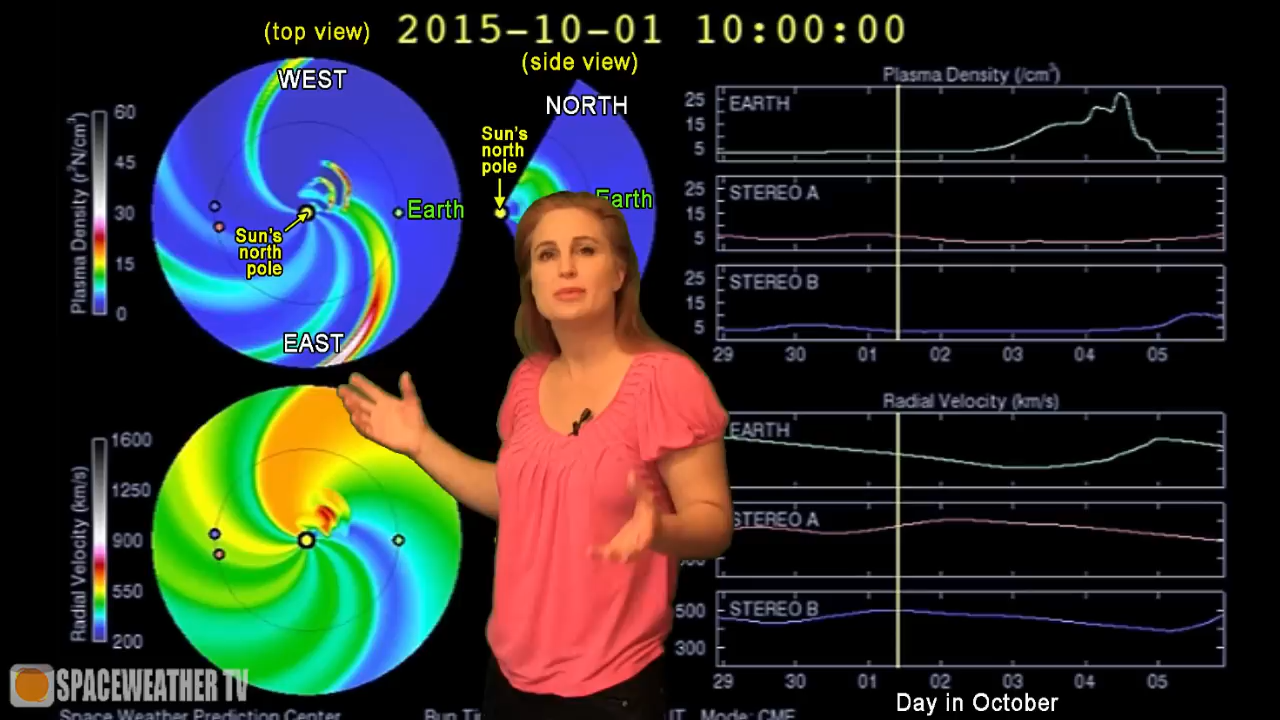 (top view)
2015-10-01 10:00:00
(side view)
WEST
NORTH
Sun's
north
pole
Earth
Earth
Sun's
north
pole
EAST
Plasma Density (r²N/cm³)
60
45
30
15
0
Plasma Density (/cm³)
25
15
5
EARTH
25
15
5
STEREO A
25
15
5
STEREO B
29 30 01 02 03 04 05
Radial Velocity (km/s)
1600
1250
900
550
200
Radial Velocity (km/s)
EARTH
STEREO A
500
300
STEREO B
29 30 01 02 03 04 05
Day in October
SPACEWEATHER TV
Space Weather Prediction Center
Mode: CME